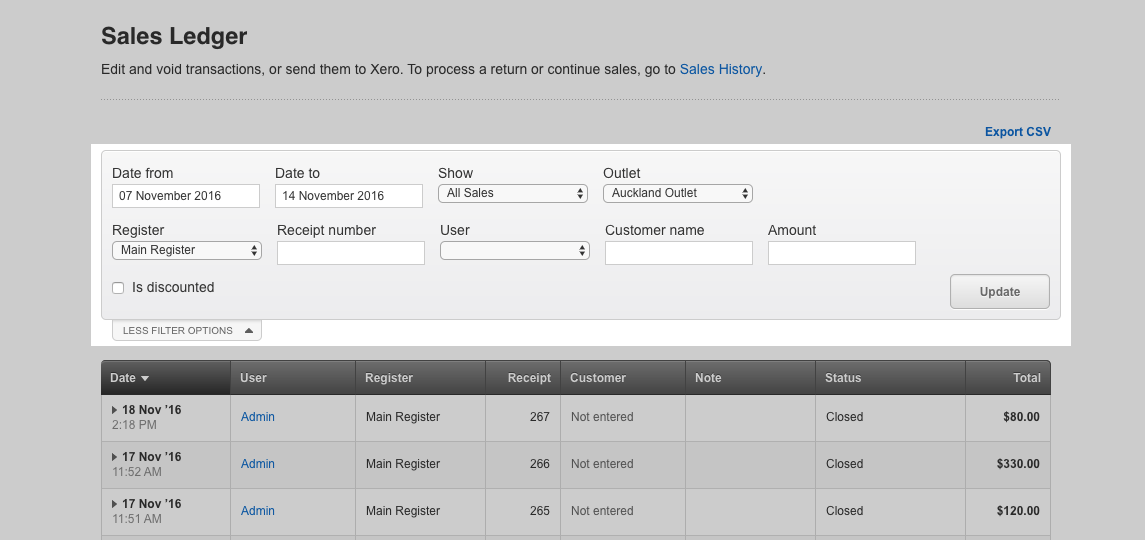 Sales Ledger
Edit and void transactions, or send them to Xero. To process a return or continue sales, go to Sales History.
Export CSV
Date from Date to Show Outlet
07 November 2016 14 November 2016 All Sales Auckland Outlet
Register Receipt number User Customer name Amount
Main Register
Is discounted
Update
LESS FILTER OPTIONS
Date User Register Receipt Customer Note Status Total
18 Nov ’16 Admin Main Register 267 Not entered Closed $80.00
2:18 PM
17 Nov ’16 Admin Main Register 266 Not entered Closed $330.00
11:52 AM
17 Nov ’16 Admin Main Register 265 Not entered Closed $120.00
11:51 AM